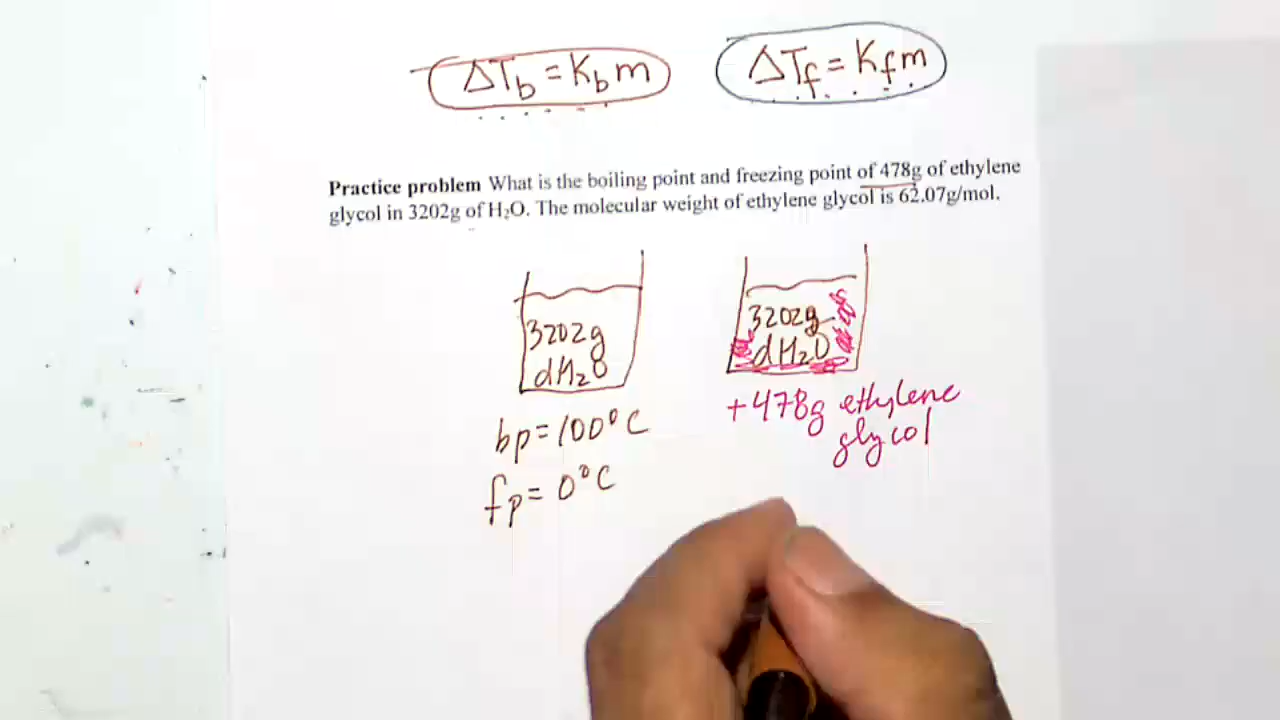 ΔTb = Kbm
ΔTf = Kfm
Practice problem What is the boiling point and freezing point of 478g of ethylene
glycol in 3202g of H₂O. The molecular weight of ethylene glycol is 62.07g/mol.
3202g
dH₂O
bp = 100°C
fp = 0°C
3202g
dH₂O
+478g ethylene
glycol